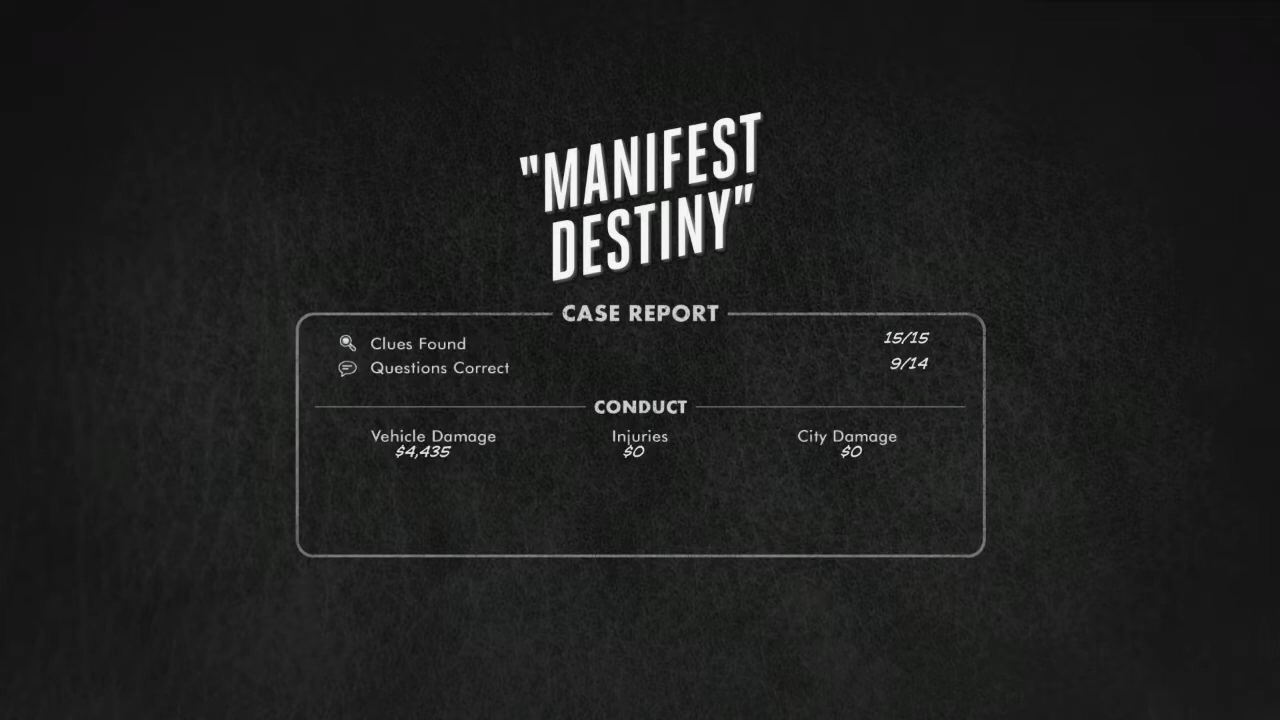 "MANIFEST
DESTINY"
CASE REPORT
Clues Found 15/15
Questions Correct 9/14
CONDUCT
Vehicle Damage Injuries City Damage
$4,435 $0 $0